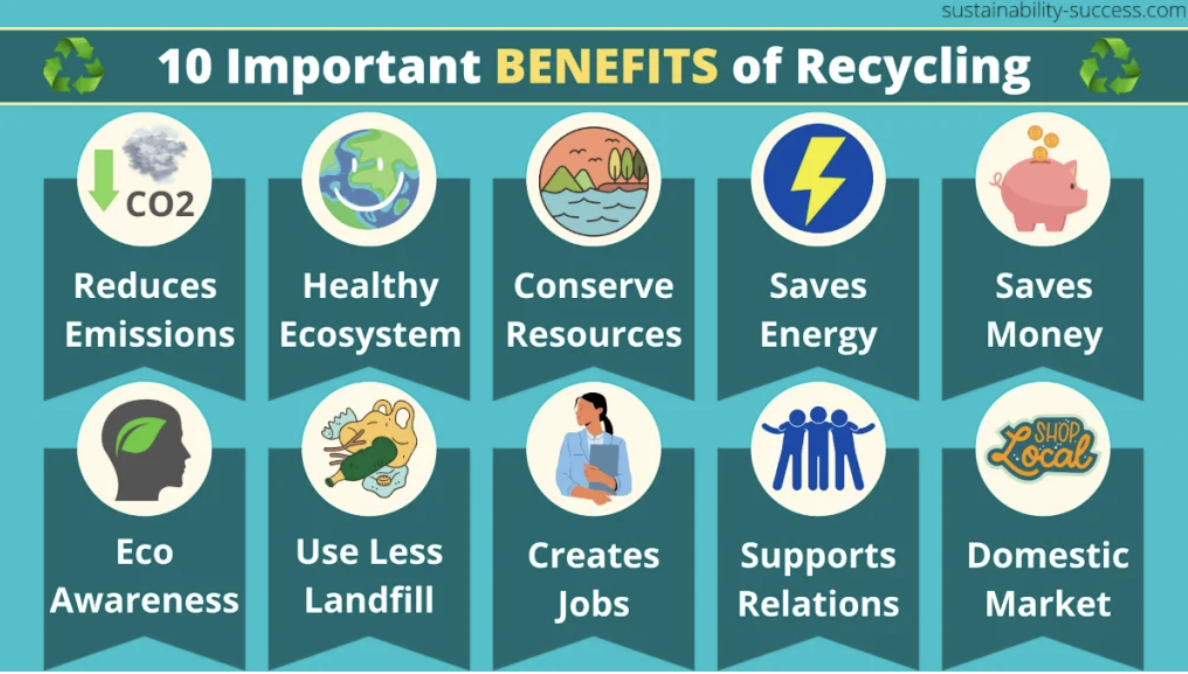 sustainability-success.com
10 Important BENEFITS of Recycling
CO2
Reduces
Emissions
Healthy
Ecosystem
Conserve
Resources
Saves
Energy
Saves
Money
Eco
Awareness
Use Less
Landfill
Creates
Jobs
Supports
Relations
SHOP
Local
Domestic
Market